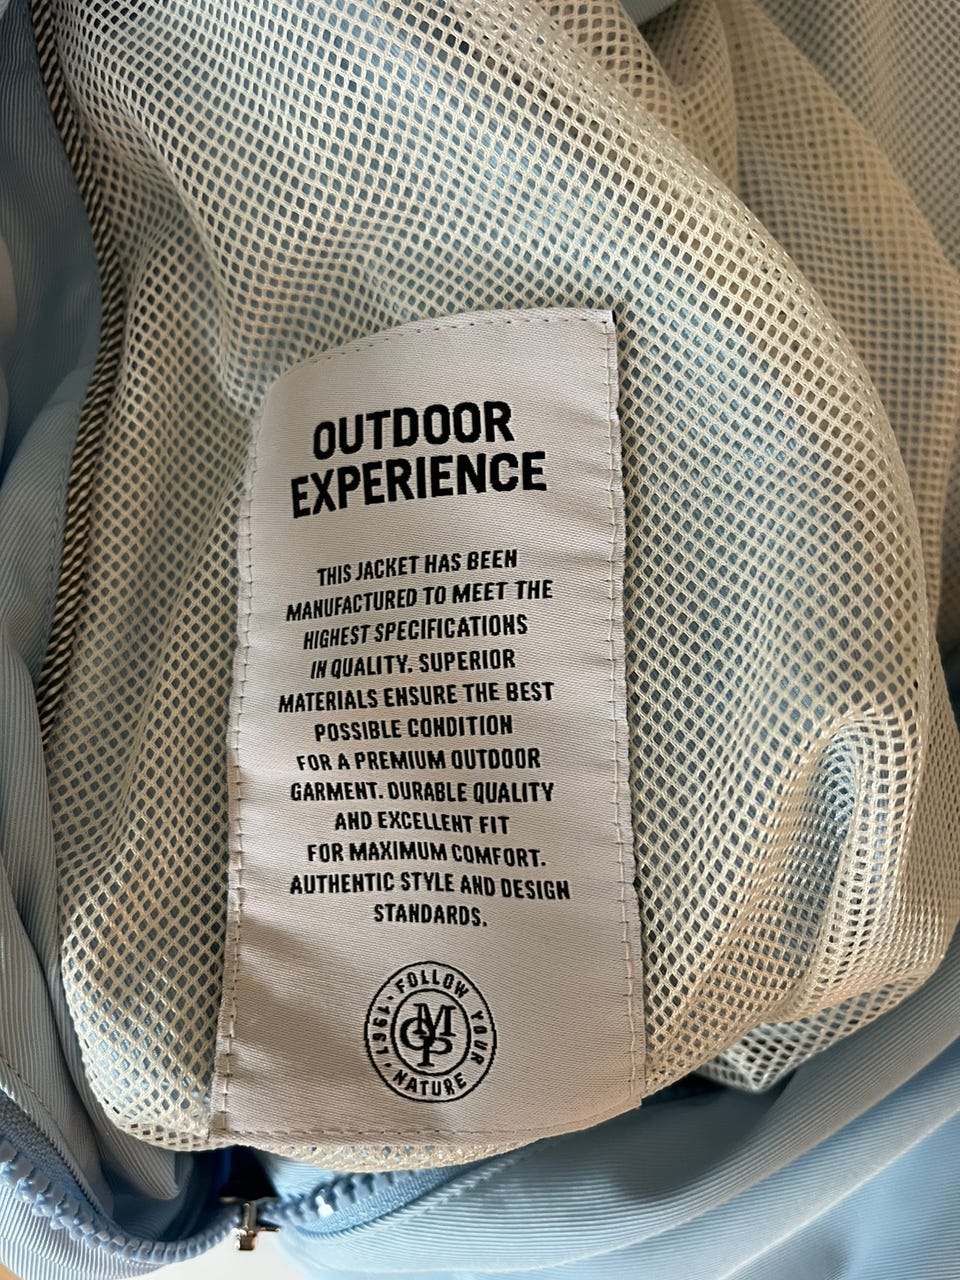 OUTDOOR
EXPERIENCE
THIS JACKET HAS BEEN
MANUFACTURED TO MEET THE
HIGHEST SPECIFICATIONS
IN QUALITY. SUPERIOR
MATERIALS ENSURE THE BEST
POSSIBLE CONDITION
FOR A PREMIUM OUTDOOR
GARMENT. DURABLE QUALITY
AND EXCELLENT FIT
FOR MAXIMUM COMFORT.
AUTHENTIC STYLE AND DESIGN
STANDARDS.
FOLLOW YOUR NATURE · 1967 ·
MOP